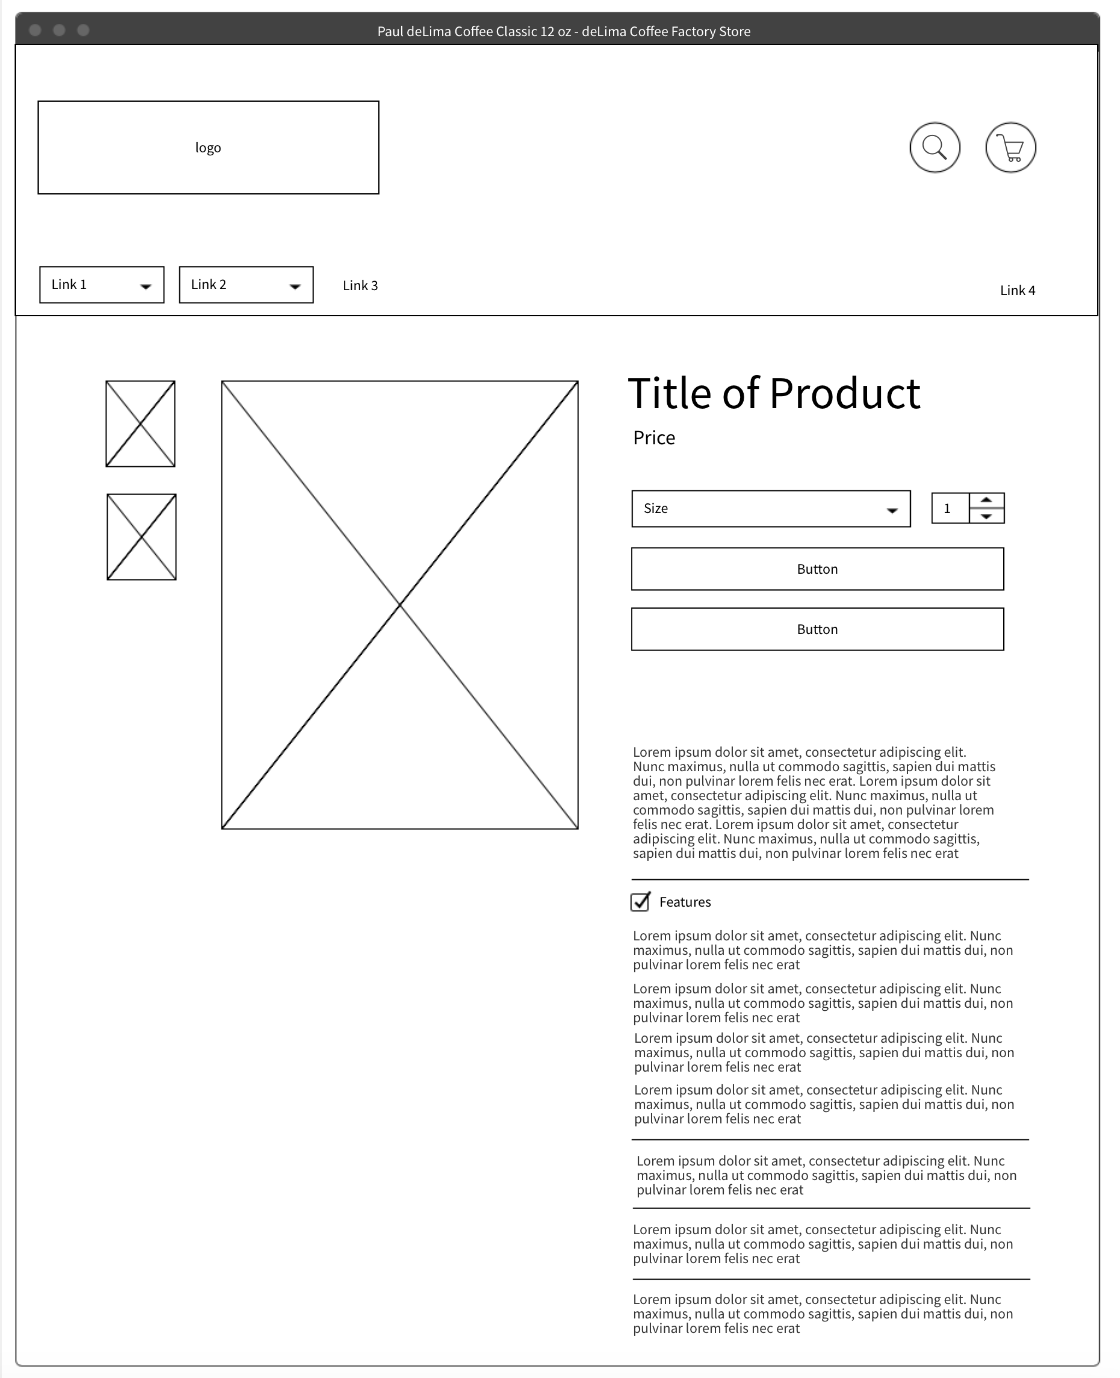 Paul deLima Coffee Classic 12 oz - deLima Coffee Factory Store
logo
Link 1
Link 2
Link 3
Link 4
Title of Product
Price
Size
1
Button
Button
Lorem ipsum dolor sit amet, consectetur adipiscing elit.
Nunc maximus, nulla ut commodo sagittis, sapien dui mattis
dui, non pulvinar lorem felis nec erat. Lorem ipsum dolor sit
amet, consectetur adipiscing elit. Nunc maximus, nulla ut
commodo sagittis, sapien dui mattis dui, non pulvinar lorem
felis nec erat. Lorem ipsum dolor sit amet, consectetur
adipiscing elit. Nunc maximus, nulla ut commodo sagittis,
sapien dui mattis dui, non pulvinar lorem felis nec erat
Features
Lorem ipsum dolor sit amet, consectetur adipiscing elit. Nunc
maximus, nulla ut commodo sagittis, sapien dui mattis dui, non
pulvinar lorem felis nec erat
Lorem ipsum dolor sit amet, consectetur adipiscing elit. Nunc
maximus, nulla ut commodo sagittis, sapien dui mattis dui, non
pulvinar lorem felis nec erat
Lorem ipsum dolor sit amet, consectetur adipiscing elit. Nunc
maximus, nulla ut commodo sagittis, sapien dui mattis dui, non
pulvinar lorem felis nec erat
Lorem ipsum dolor sit amet, consectetur adipiscing elit. Nunc
maximus, nulla ut commodo sagittis, sapien dui mattis dui, non
pulvinar lorem felis nec erat
Lorem ipsum dolor sit amet, consectetur adipiscing elit. Nunc
maximus, nulla ut commodo sagittis, sapien dui mattis dui, non
pulvinar lorem felis nec erat
Lorem ipsum dolor sit amet, consectetur adipiscing elit. Nunc
maximus, nulla ut commodo sagittis, sapien dui mattis dui, non
pulvinar lorem felis nec erat
Lorem ipsum dolor sit amet, consectetur adipiscing elit. Nunc
maximus, nulla ut commodo sagittis, sapien dui mattis dui, non
pulvinar lorem felis nec erat